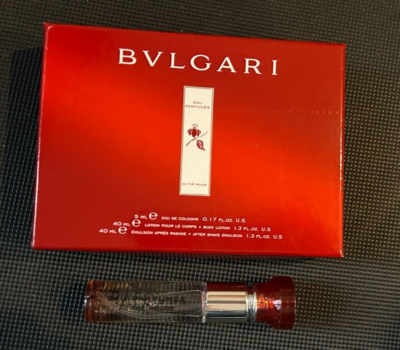 BVLGARI
EAU
PARFUMÉE
AU THÉ ROUGE
5 ML e EAU DE COLOGNE 0.17 FL.OZ. U.S.
40 ML e LOTION POUR LE CORPS • BODY LOTION 1.3 FL.OZ. U.S
40 ML e ÉMULSION APRÈS RASAGE • AFTER SHAVE EMULSION 1.3 FL.OZ. U.S.